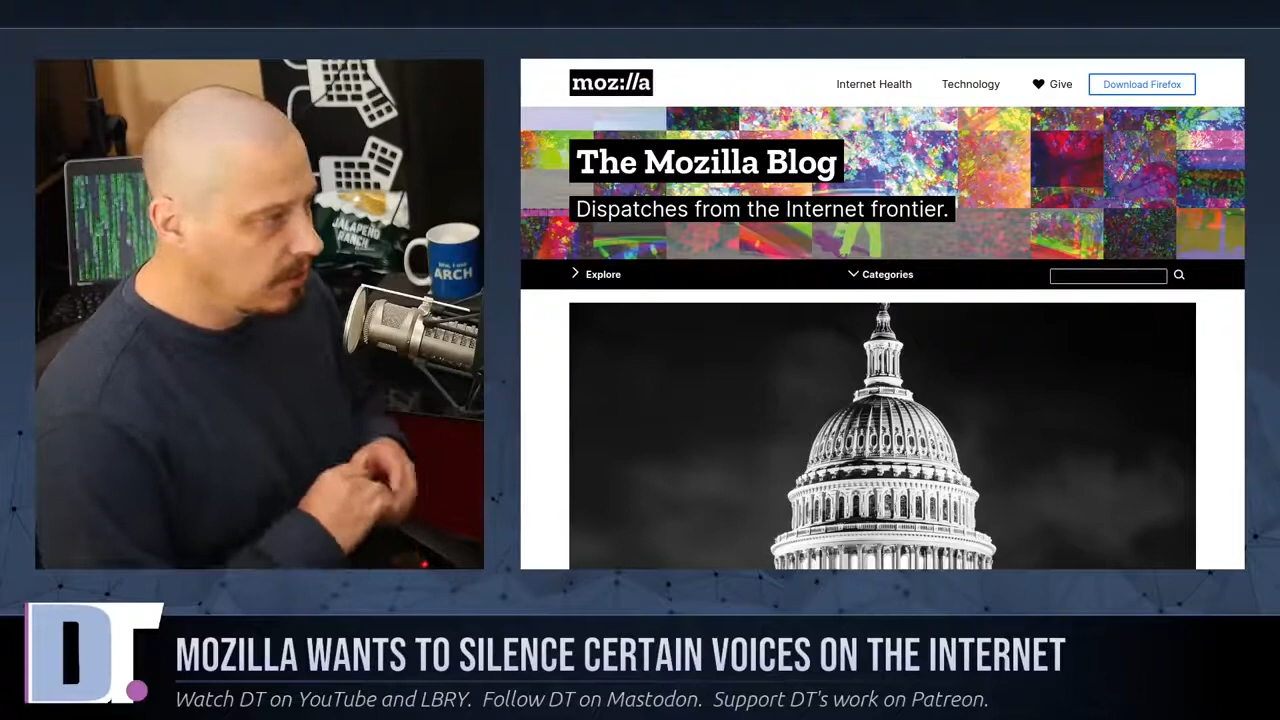 JALAPEÑO
RANCH
ARCH
moz://a
Internet Health
Technology
Give
Download Firefox
The Mozilla Blog
Dispatches from the Internet frontier.
Explore
Categories
DT.
MOZILLA WANTS TO SILENCE CERTAIN VOICES ON THE INTERNET
Watch DT on YouTube and LBRY. Follow DT on Mastodon. Support DT's work on Patreon.